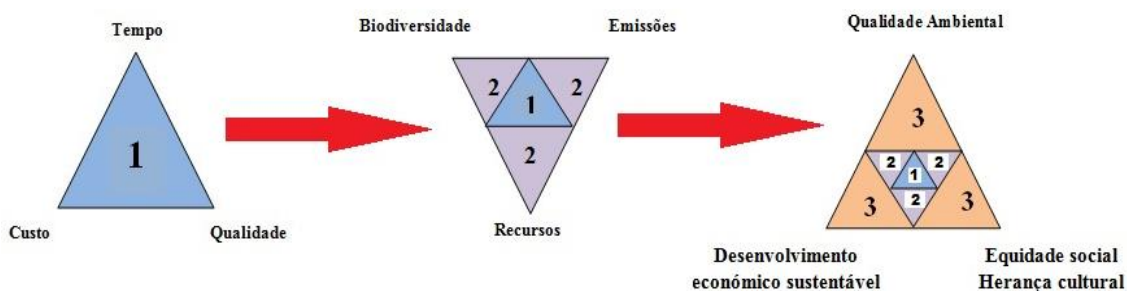 Tempo
1
Custo
Qualidade
Biodiversidade
Emissões
2
2
1
2
Recursos
Qualidade Ambiental
3
2
2
1
2
3
3
Desenvolvimento
económico sustentável
Equidade social
Herança cultural